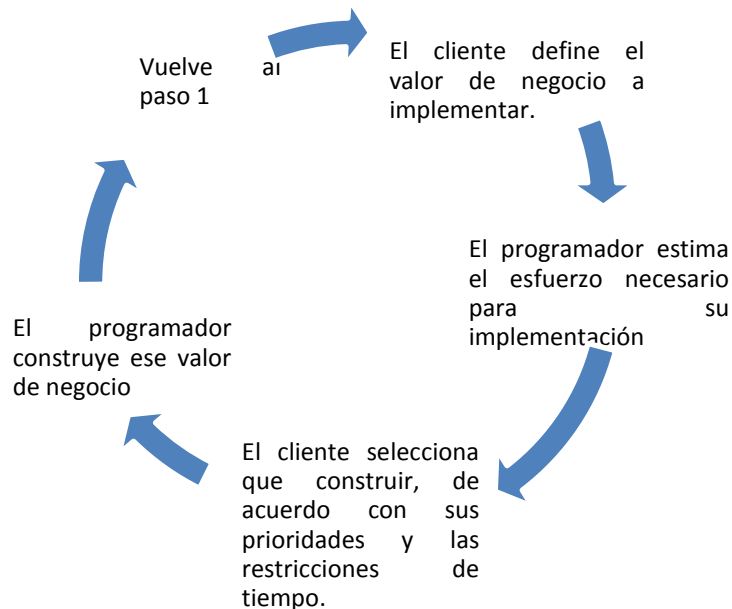 Vuelve al
paso 1
El cliente define el
valor de negocio a
implementar.
El programador estima
el esfuerzo necesario
para su
implementación
El cliente selecciona
que construir, de
acuerdo con sus
prioridades y las
restricciones de
tiempo.
El programador
construye ese valor
de negocio